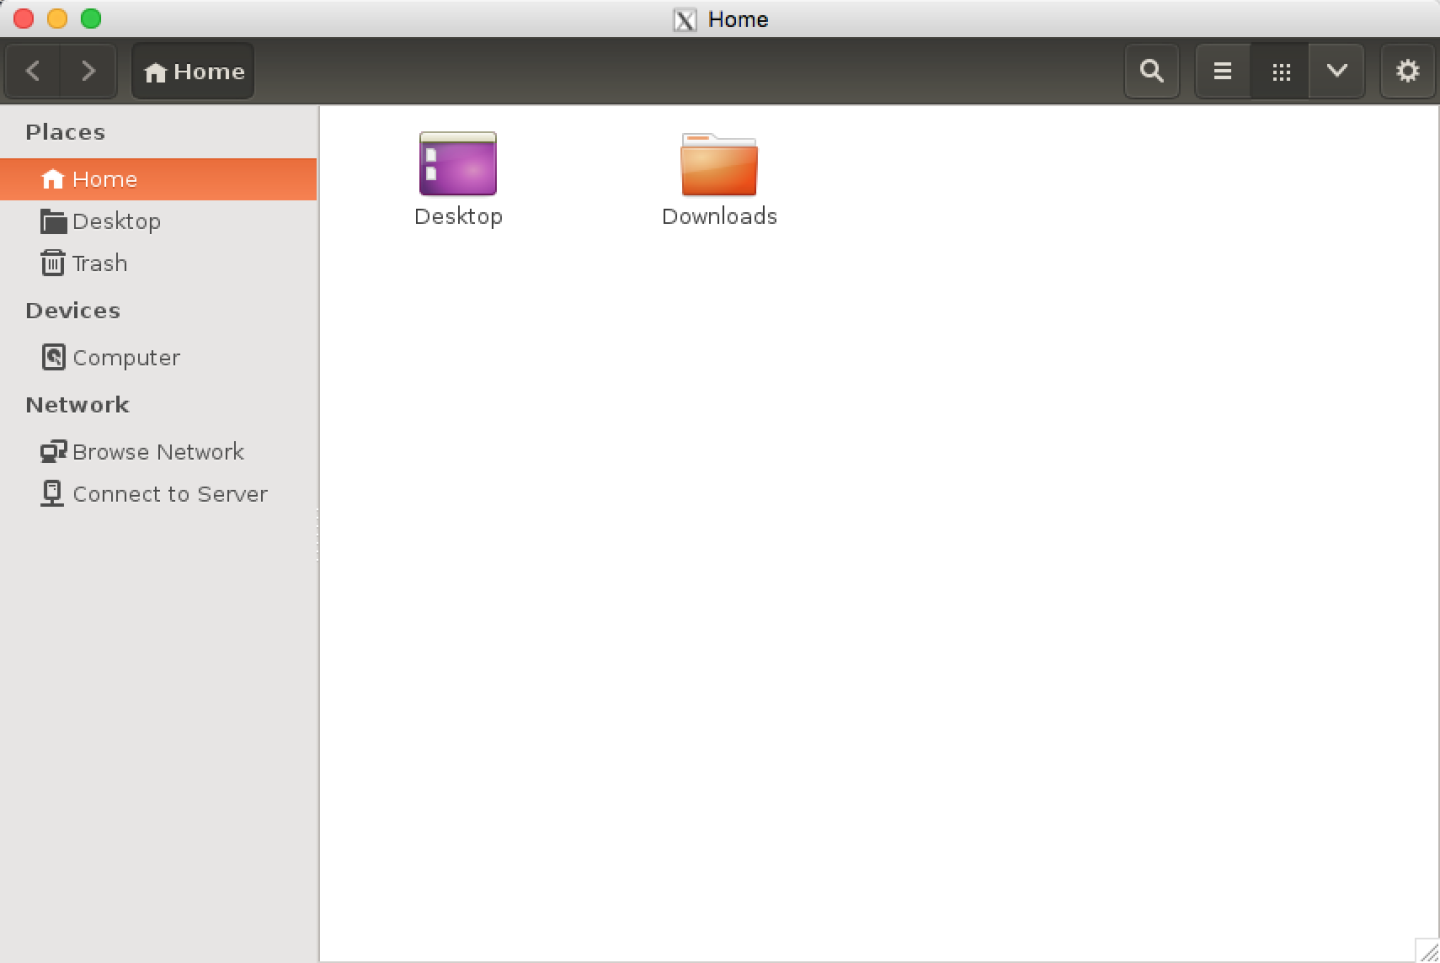 Home
Home
Places
Home
Desktop
Trash
Devices
Computer
Network
Browse Network
Connect to Server
Desktop
Downloads